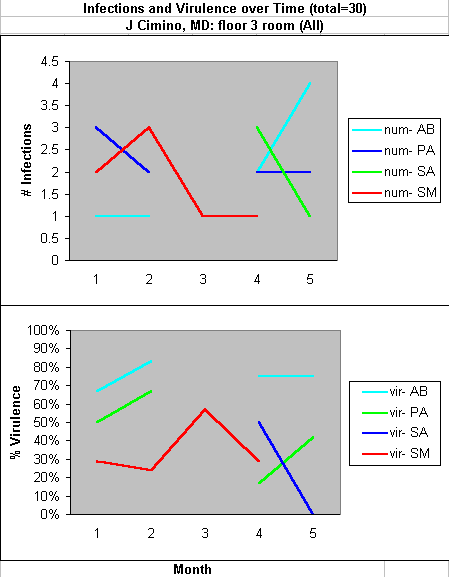 Infections and Virulence over Time (total=30)
J Cimino, MD: floor 3 room (All)
# Infections
4.5
4
3.5
3
2.5
2
1.5
1
0.5
0
1 2 3 4 5
num- AB
num- PA
num- SA
num- SM
% Virulence
100%
90%
80%
70%
60%
50%
40%
30%
20%
10%
0%
1 2 3 4 5
vir- AB
vir- PA
vir- SA
vir- SM
Month